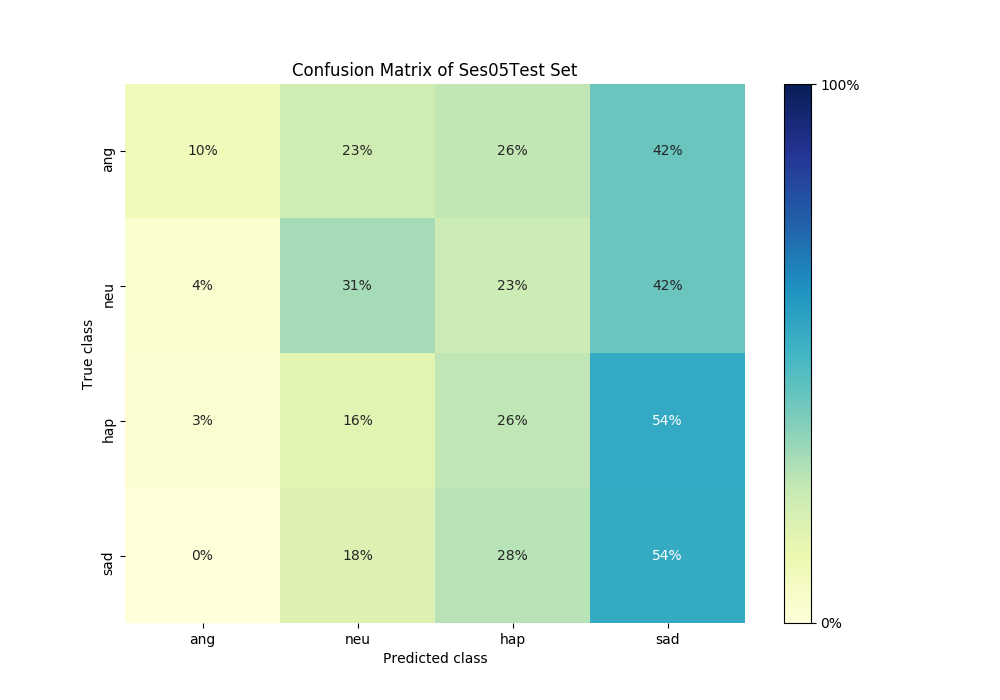 Confusion Matrix of Ses05Test Set
100%
ang 10% 23% 26% 42%
neu 4% 31% 23% 42%
True class
hap 3% 16% 26% 54%
sad 0% 18% 28% 54%
0%
ang neu hap sad
Predicted class